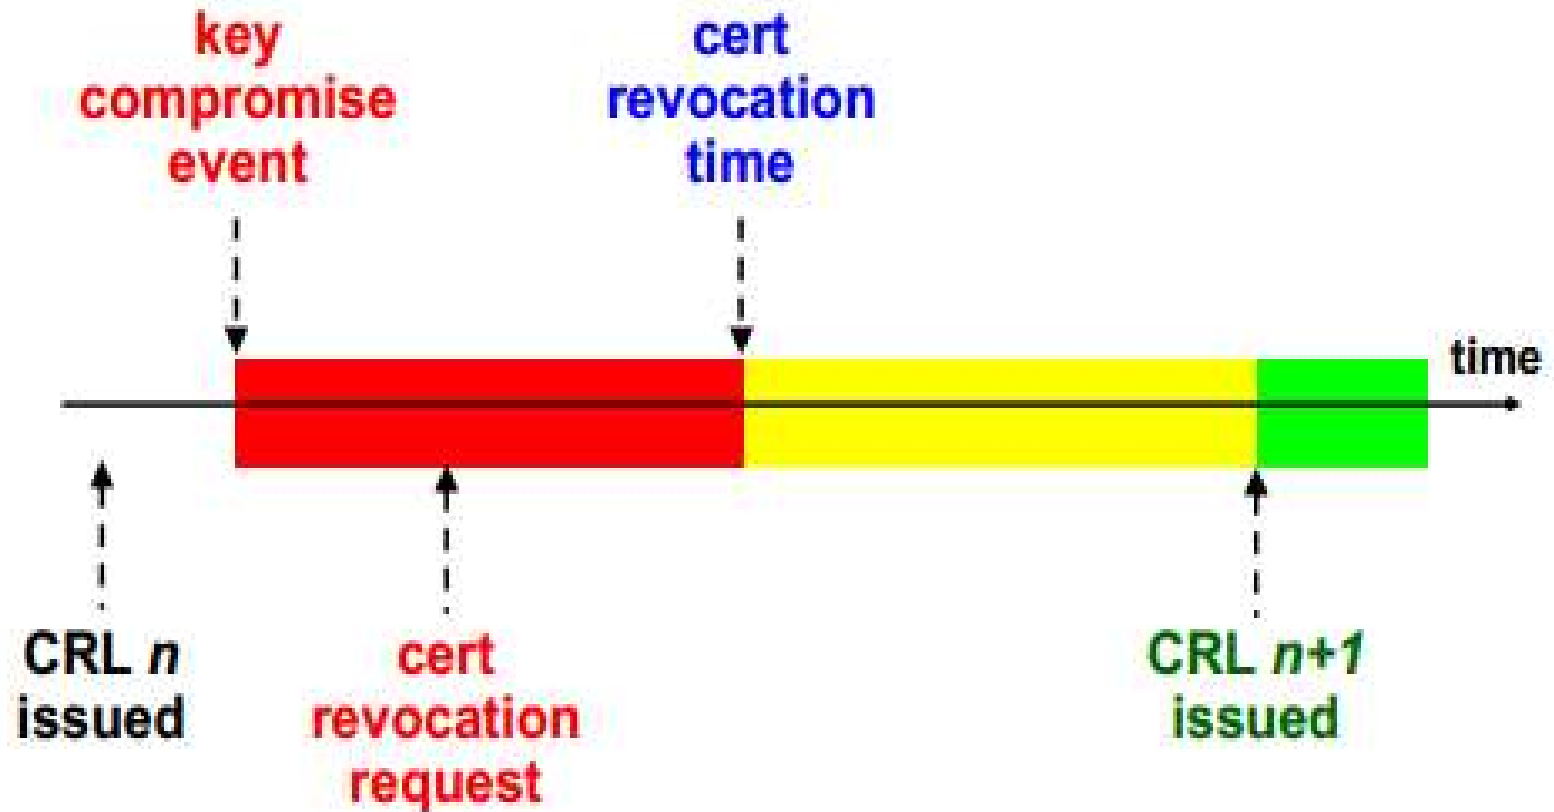 key
compromise
event
cert
revocation
time
time
CRL n
issued
cert
revocation
request
CRL n+1
issued